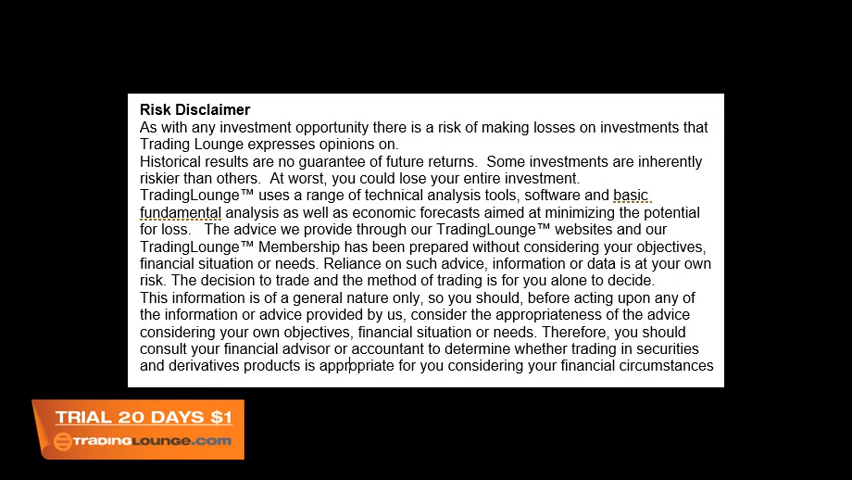 Risk Disclaimer
As with any investment opportunity there is a risk of making losses on investments that
Trading Lounge expresses opinions on.
Historical results are no guarantee of future returns.  Some investments are inherently
riskier than others.  At worst, you could lose your entire investment.
TradingLounge™ uses a range of technical analysis tools, software and basic
fundamental analysis as well as economic forecasts aimed at minimizing the potential
for loss.   The advice we provide through our TradingLounge™ websites and our
TradingLounge™ Membership has been prepared without considering your objectives,
financial situation or needs. Reliance on such advice, information or data is at your own
risk. The decision to trade and the method of trading is for you alone to decide.
This information is of a general nature only, so you should, before acting upon any of
the information or advice provided by us, consider the appropriateness of the advice
considering your own objectives, financial situation or needs. Therefore, you should
consult your financial advisor or accountant to determine whether trading in securities
and derivatives products is appropriate for you considering your financial circumstances
TRIAL 20 DAYS $1
TRADINGLOUNGE.COM